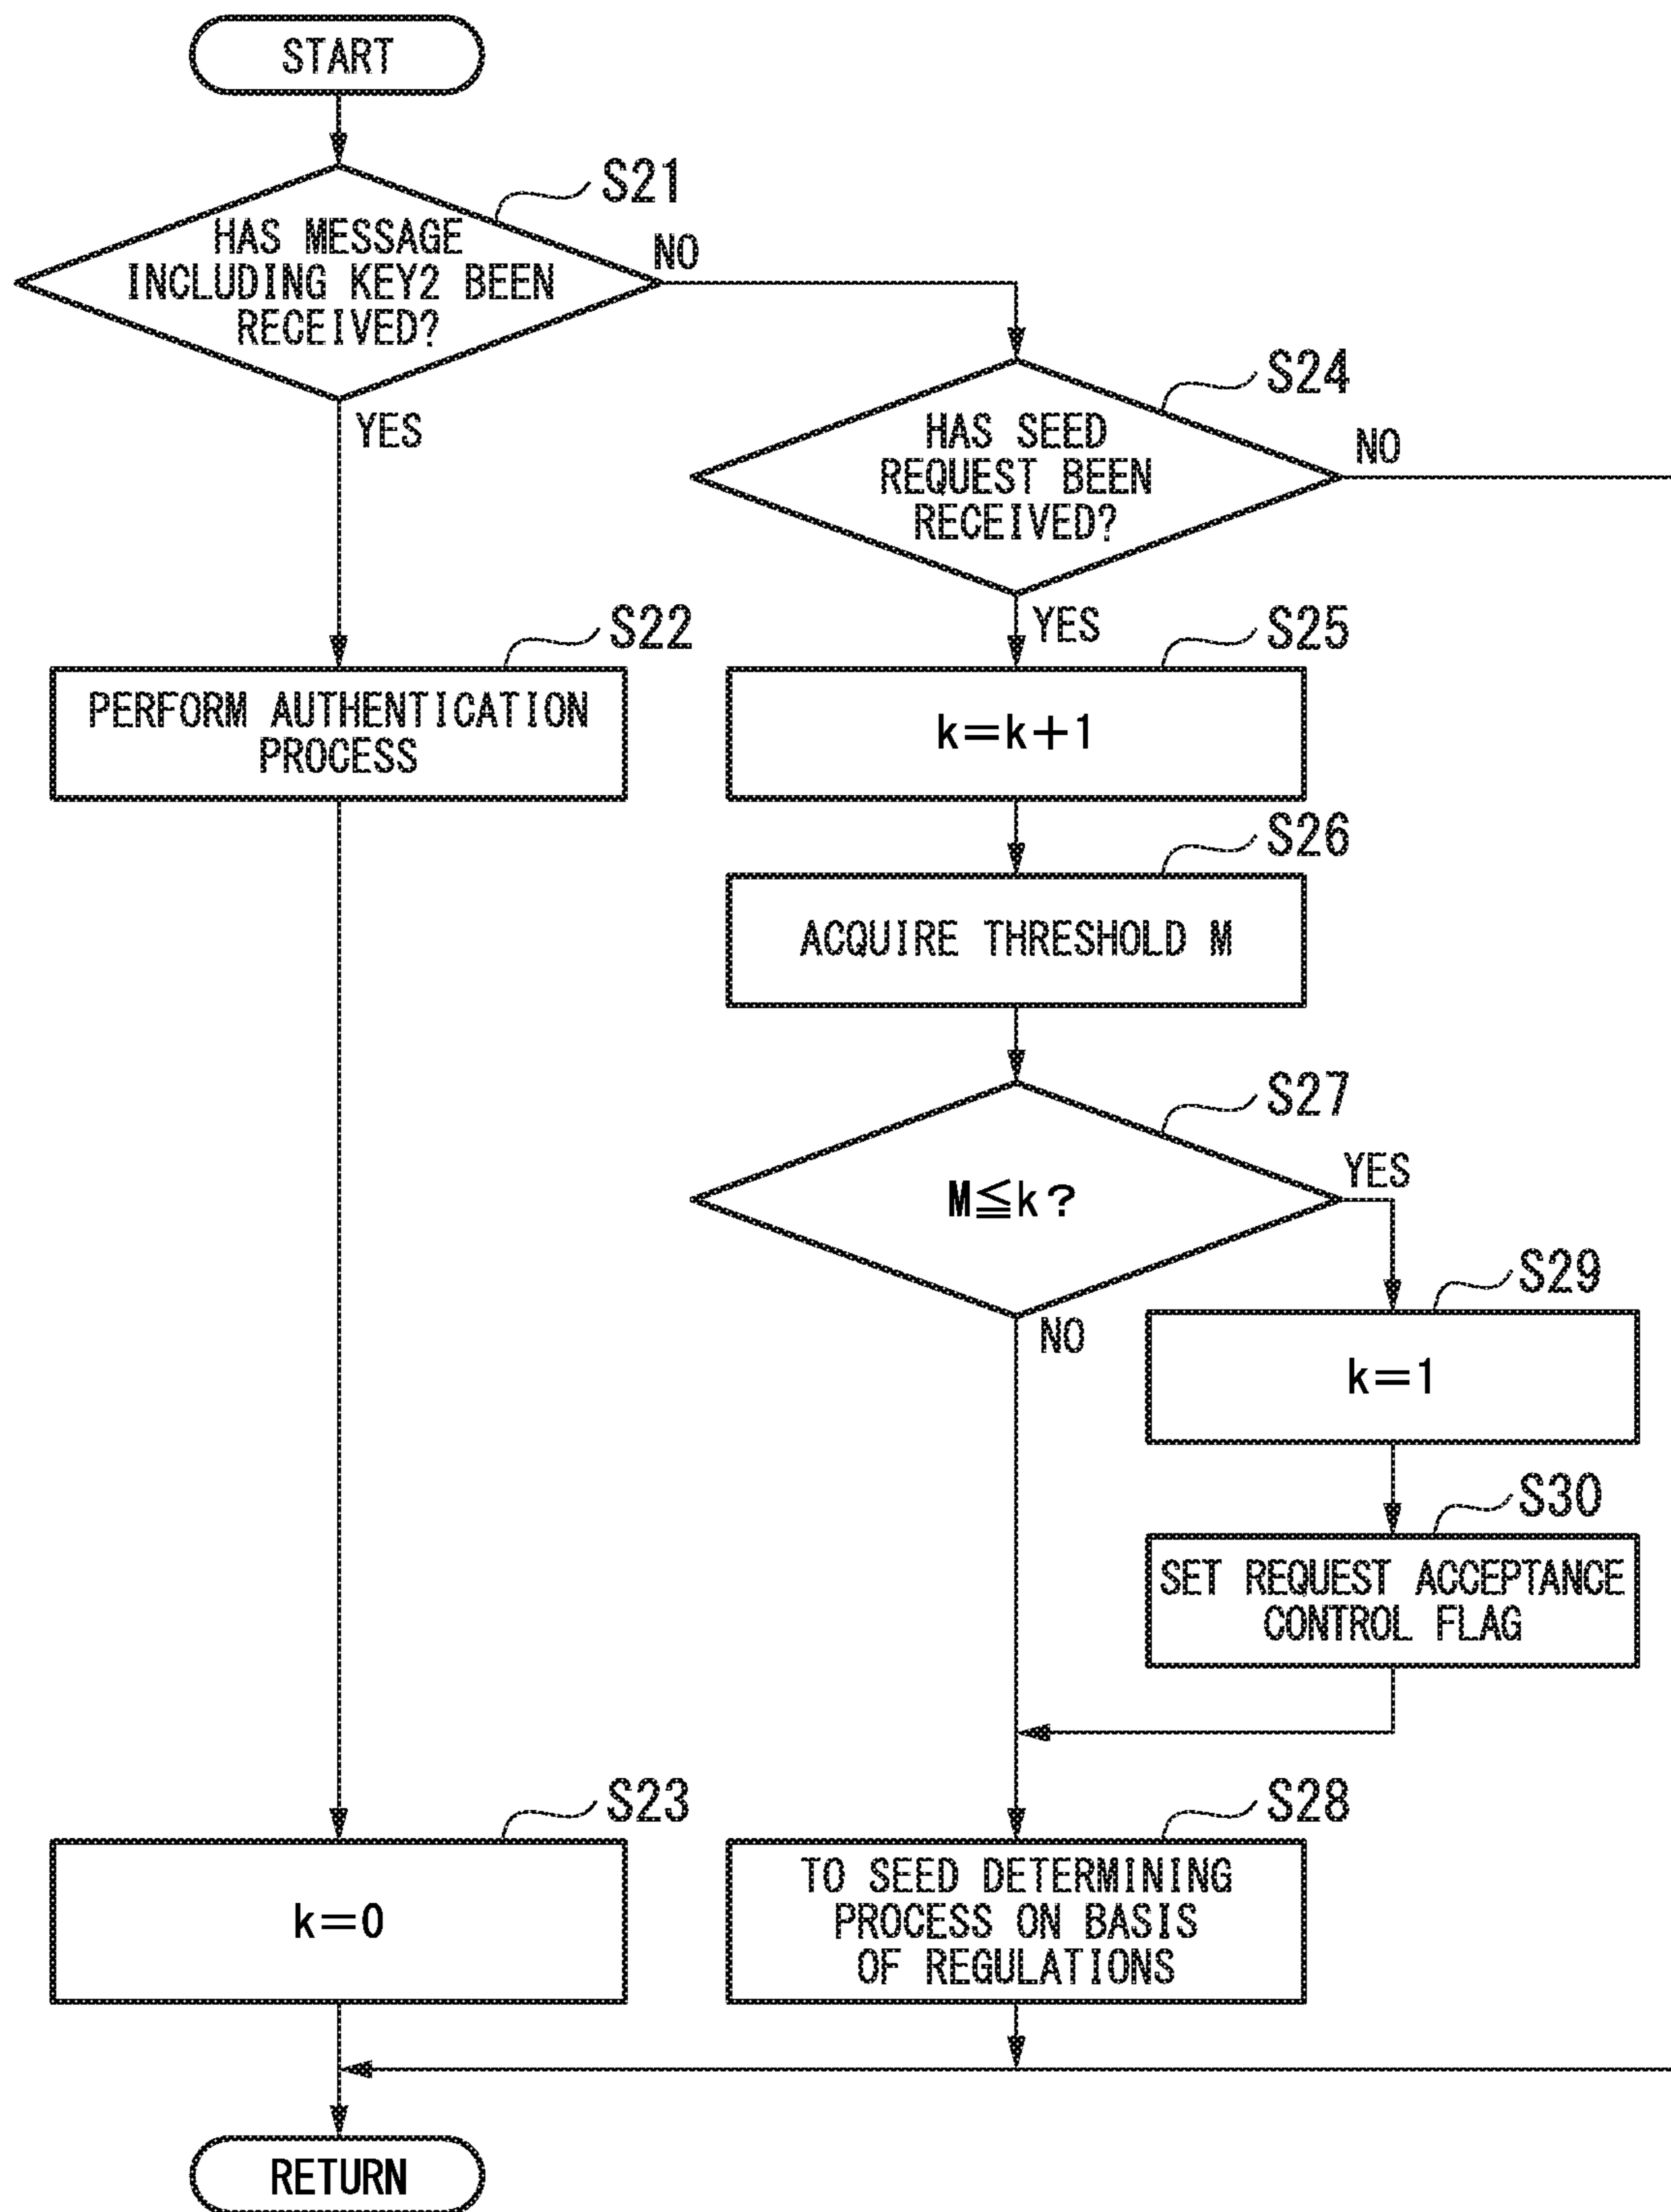 START
S21
HAS MESSAGE
INCLUDING KEY2 BEEN
RECEIVED?
NO
YES
S24
HAS SEED
REQUEST BEEN
RECEIVED?
NO
YES
S22
PERFORM AUTHENTICATION
PROCESS
S25
k=k+1
S26
ACQUIRE THRESHOLD M
S27
M≦k?
YES
NO
S29
k=1
S30
SET REQUEST ACCEPTANCE
CONTROL FLAG
S23
k=0
S28
TO SEED DETERMINING
PROCESS ON BASIS
OF REGULATIONS
RETURN